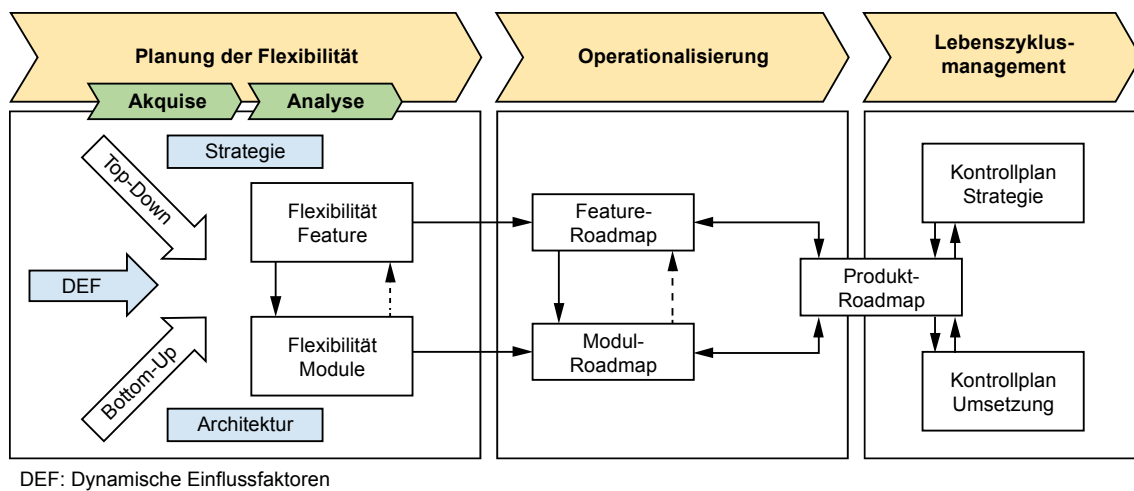 Planung der Flexibilität
Operationalisierung
Lebenszyklus-
management
Akquise
Analyse
Strategie
Top-Down
DEF
Bottom-Up
Architektur
Flexibilität
Feature
Flexibilität
Module
Feature-
Roadmap
Modul-
Roadmap
Produkt-
Roadmap
Kontrollplan
Strategie
Kontrollplan
Umsetzung
DEF: Dynamische Einflussfaktoren